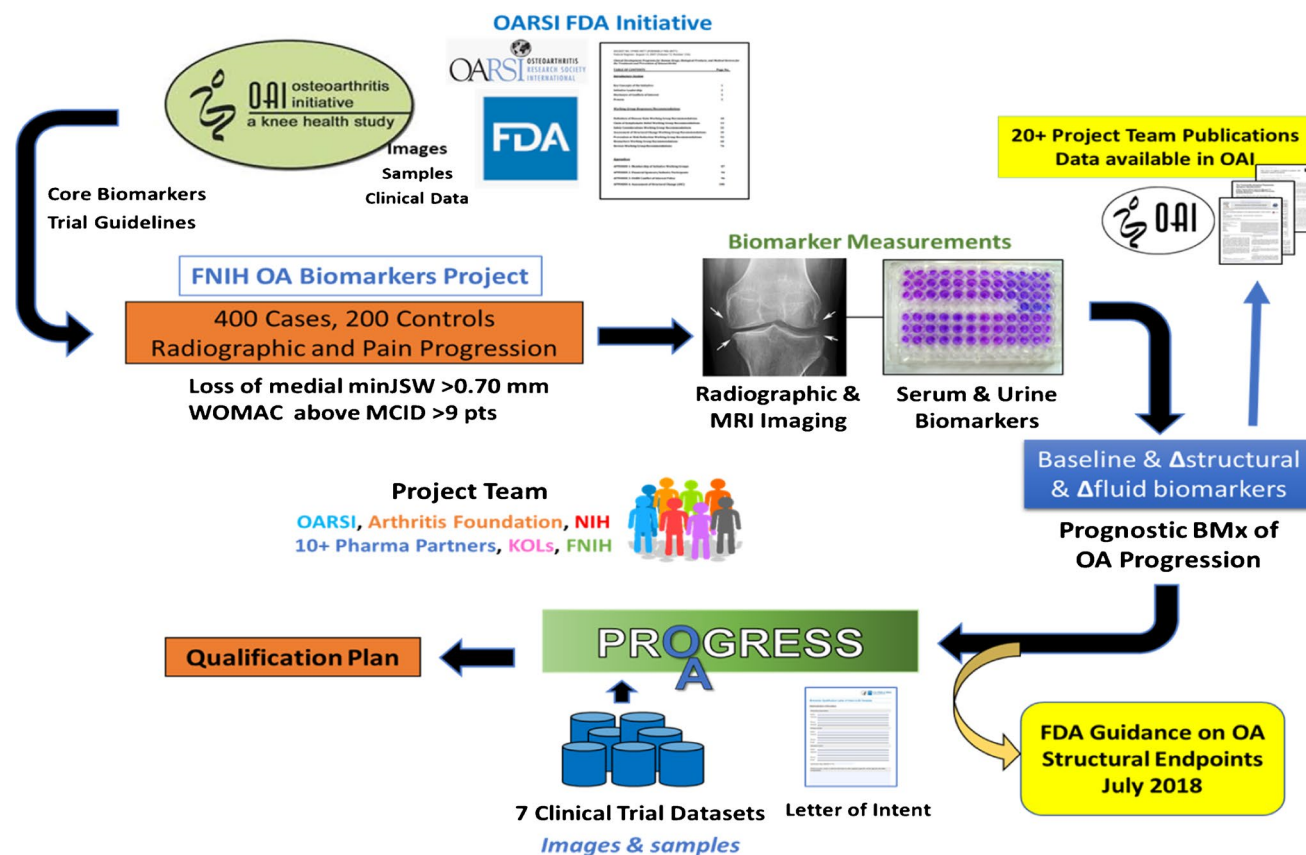 OARSI FDA Initiative
OAI osteoarthritis
initiative
a knee health study
OARSI OSTEOARTHRITIS
RESEARCH SOCIETY
INTERNATIONAL
FDA
TABLE OF CONTENTS
Images
Samples
Clinical Data
Core Biomarkers
Trial Guidelines
20+ Project Team Publications
Data available in OAI
OAI
FNIH OA Biomarkers Project
400 Cases, 200 Controls
Radiographic and Pain Progression
Loss of medial minJSW >0.70 mm
WOMAC above MCID >9 pts
Biomarker Measurements
Radiographic &
MRI Imaging
Serum & Urine
Biomarkers
Baseline & Δstructural
& Δfluid biomarkers
Prognostic BMx of
OA Progression
Project Team
OARSI, Arthritis Foundation, NIH
10+ Pharma Partners, KOLs, FNIH
Qualification Plan
PROGRESS
A
FDA Guidance on OA
Structural Endpoints
July 2018
7 Clinical Trial Datasets
Images & samples
Letter of Intent